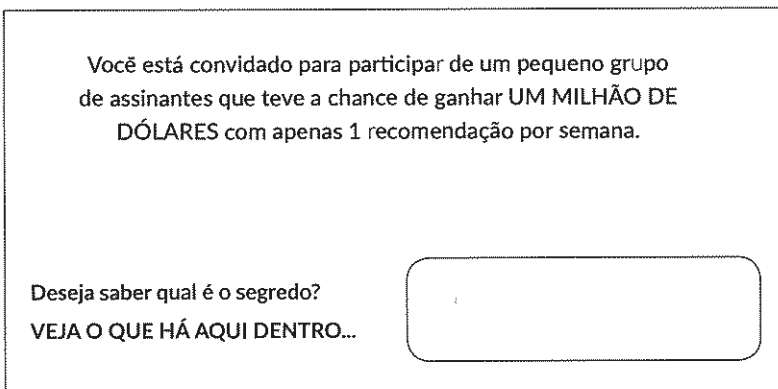 Você está convidado para participar de um pequeno grupo
de assinantes que teve a chance de ganhar UM MILHÃO DE
DÓLARES com apenas 1 recomendação por semana.
Deseja saber qual é o segredo?
VEJA O QUE HÁ AQUI DENTRO...